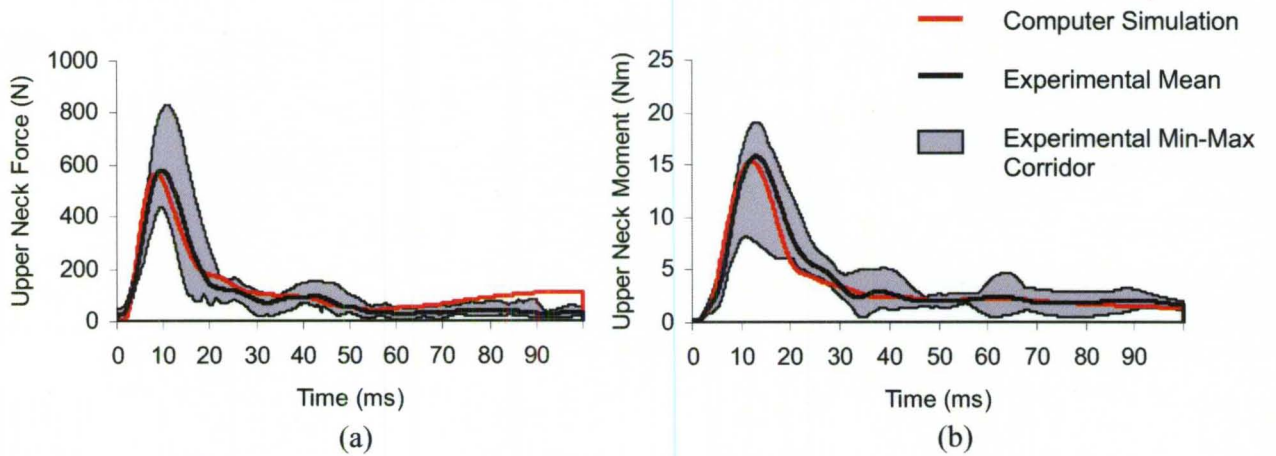 Computer Simulation
Experimental Mean
Experimental Min-Max
Corridor
Upper Neck Force (N)
1000
800
600
400
200
0
0 10 20 30 40 50 60 70 80 90
Time (ms)
(a)
Upper Neck Moment (Nm)
25
20
15
10
5
0
0 10 20 30 40 50 60 70 80 90
Time (ms)
(b)